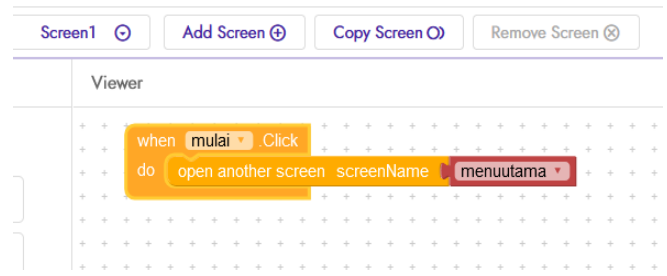 Screen1 Add Screen Copy Screen Remove Screen
Viewer
when mulai .Click
do open another screen screenName menuutama